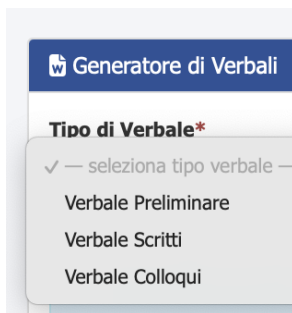 Generatore di Verbali
Tipo di Verbale*
— seleziona tipo verbale —
Verbale Preliminare
Verbale Scritti
Verbale Colloqui